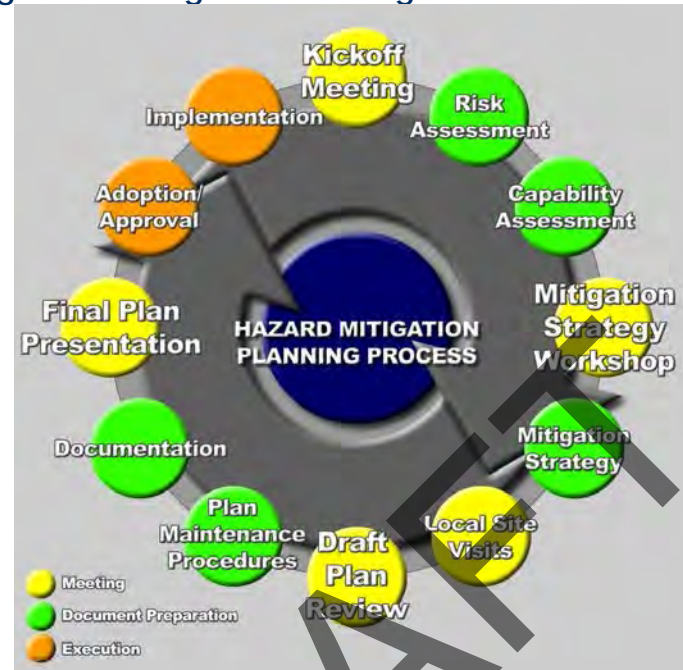 Kickoff
Meeting
Risk
Assessment
Capability
Assessment
Mitigation
Strategy
Workshop
Mitigation
Strategy
Local Site
Visits
Draft
Plan
Review
Plan
Maintenance
Procedures
Documentation
Final Plan
Presentation
Adoption/
Approval
Implementation
HAZARD MITIGATION
PLANNING PROCESS
Meeting
Document Preparation
Execution